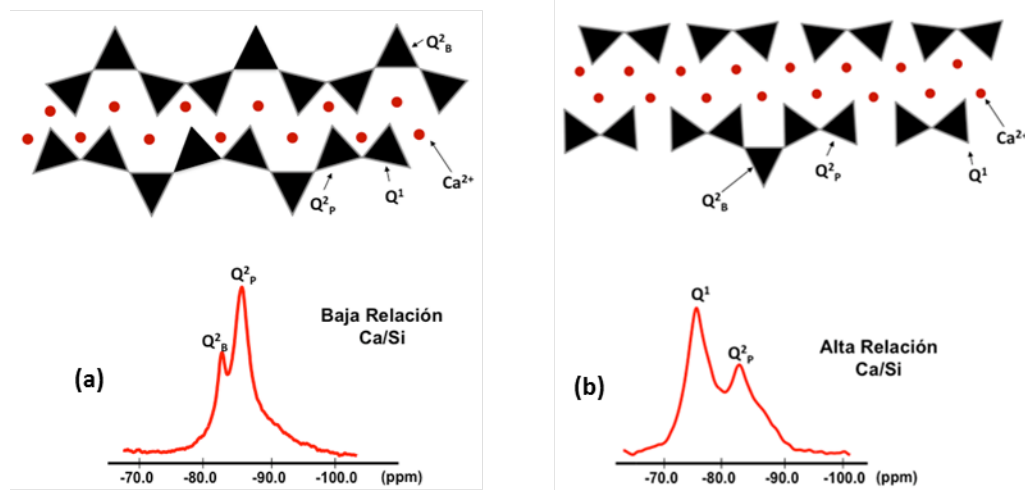 Q²B
Ca²⁺
Q²P
Q¹
Q²P
Q²B
Baja Relación
Ca/Si
(a)
-70.0 -80.0 -90.0 -100.0 (ppm)
Ca²⁺
Q²P
Q¹
Q²B
Q¹
Q²P
Alta Relación
Ca/Si
(b)
-70.0 -80.0 -90.0 -100.0 (ppm)